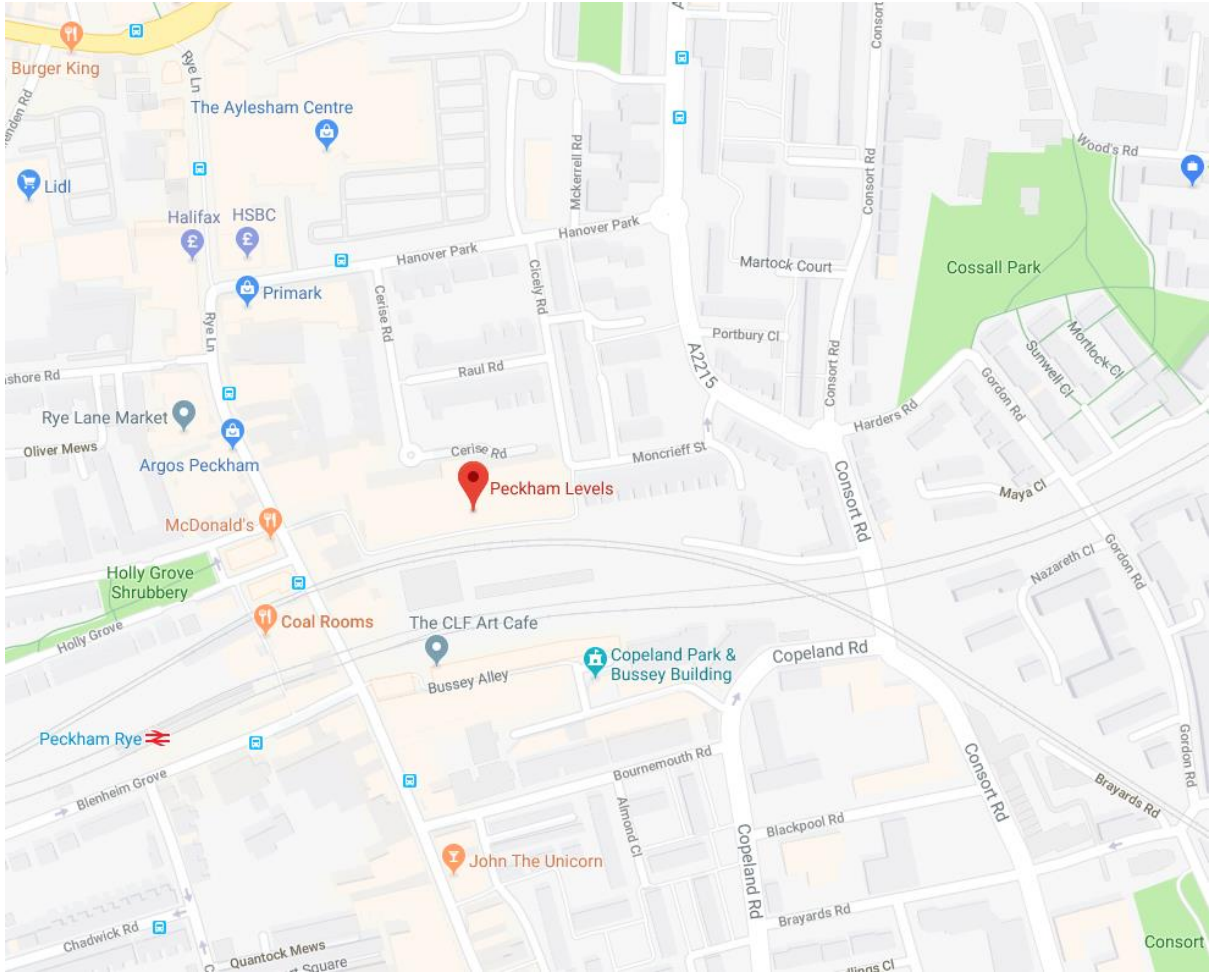 Burger King
Rye Ln
The Aylesham Centre
enden Rd
Lidl
Halifax
HSBC
Primark
Hanover Park
Hanover Park
Mckerrell Rd
Consort
Consort Rd
Wood's Rd
Cossall Park
Martock Court
Portbury Cl
A2215
Cicely Rd
Cerise Rd
Rye Ln
Raul Rd
nshore Rd
Rye Lane Market
Oliver Mews
Argos Peckham
Cerise Rd
Moncrieff St
Consort Rd
Harders Rd
Gordon Rd
Sunwell Cl
Mortlock Cl
Maya Cl
Peckham Levels
McDonald's
Consort Rd
Nazareth Cl
Gordon Rd
Holly Grove
Shrubbery
Holly Grove
Coal Rooms
The CLF Art Cafe
Bussey Alley
Copeland Park &
Bussey Building
Copeland Rd
Peckham Rye
Blenheim Grove
Bournemouth Rd
Almond Cl
Consort Rd
Gordon Rd
Brayards Rd
Blackpool Rd
Copeland Rd
John The Unicorn
Brayards Rd
Chadwick Rd
Quantock Mews
Square
Consort
llings Cl